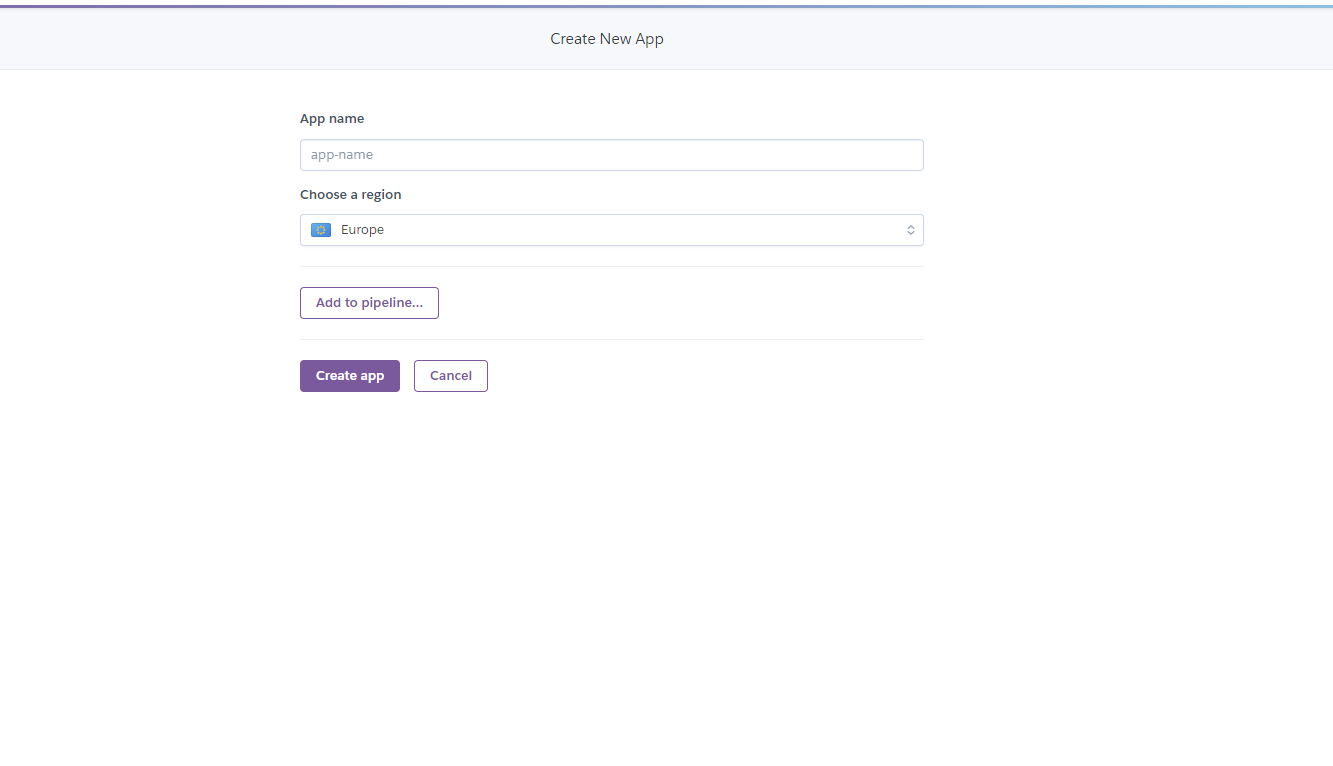 Create New App
App name
app-name
Choose a region
Europe
Add to pipeline...
Create app Cancel